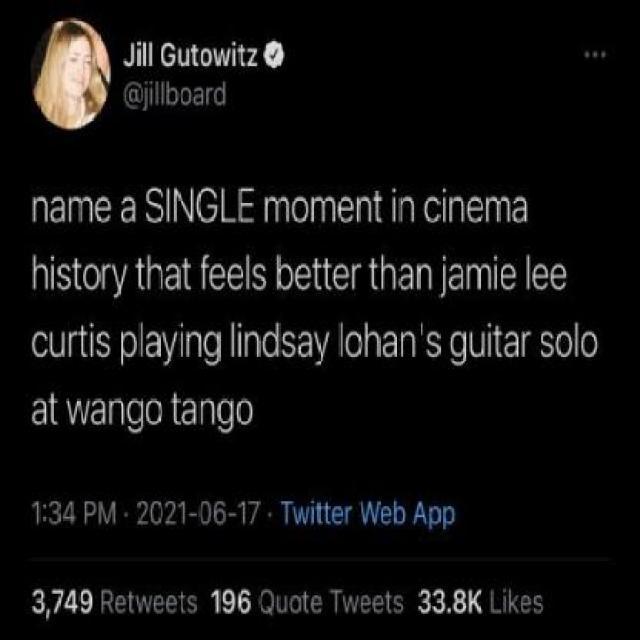 Jill Gutowitz
@jillboard
name a SINGLE moment in cinema
history that feels better than jamie lee
curtis playing lindsay lohan's guitar solo
at wango tango
1:34 PM · 2021-06-17 · Twitter Web App
3,749 Retweets 196 Quote Tweets 33.8K Likes